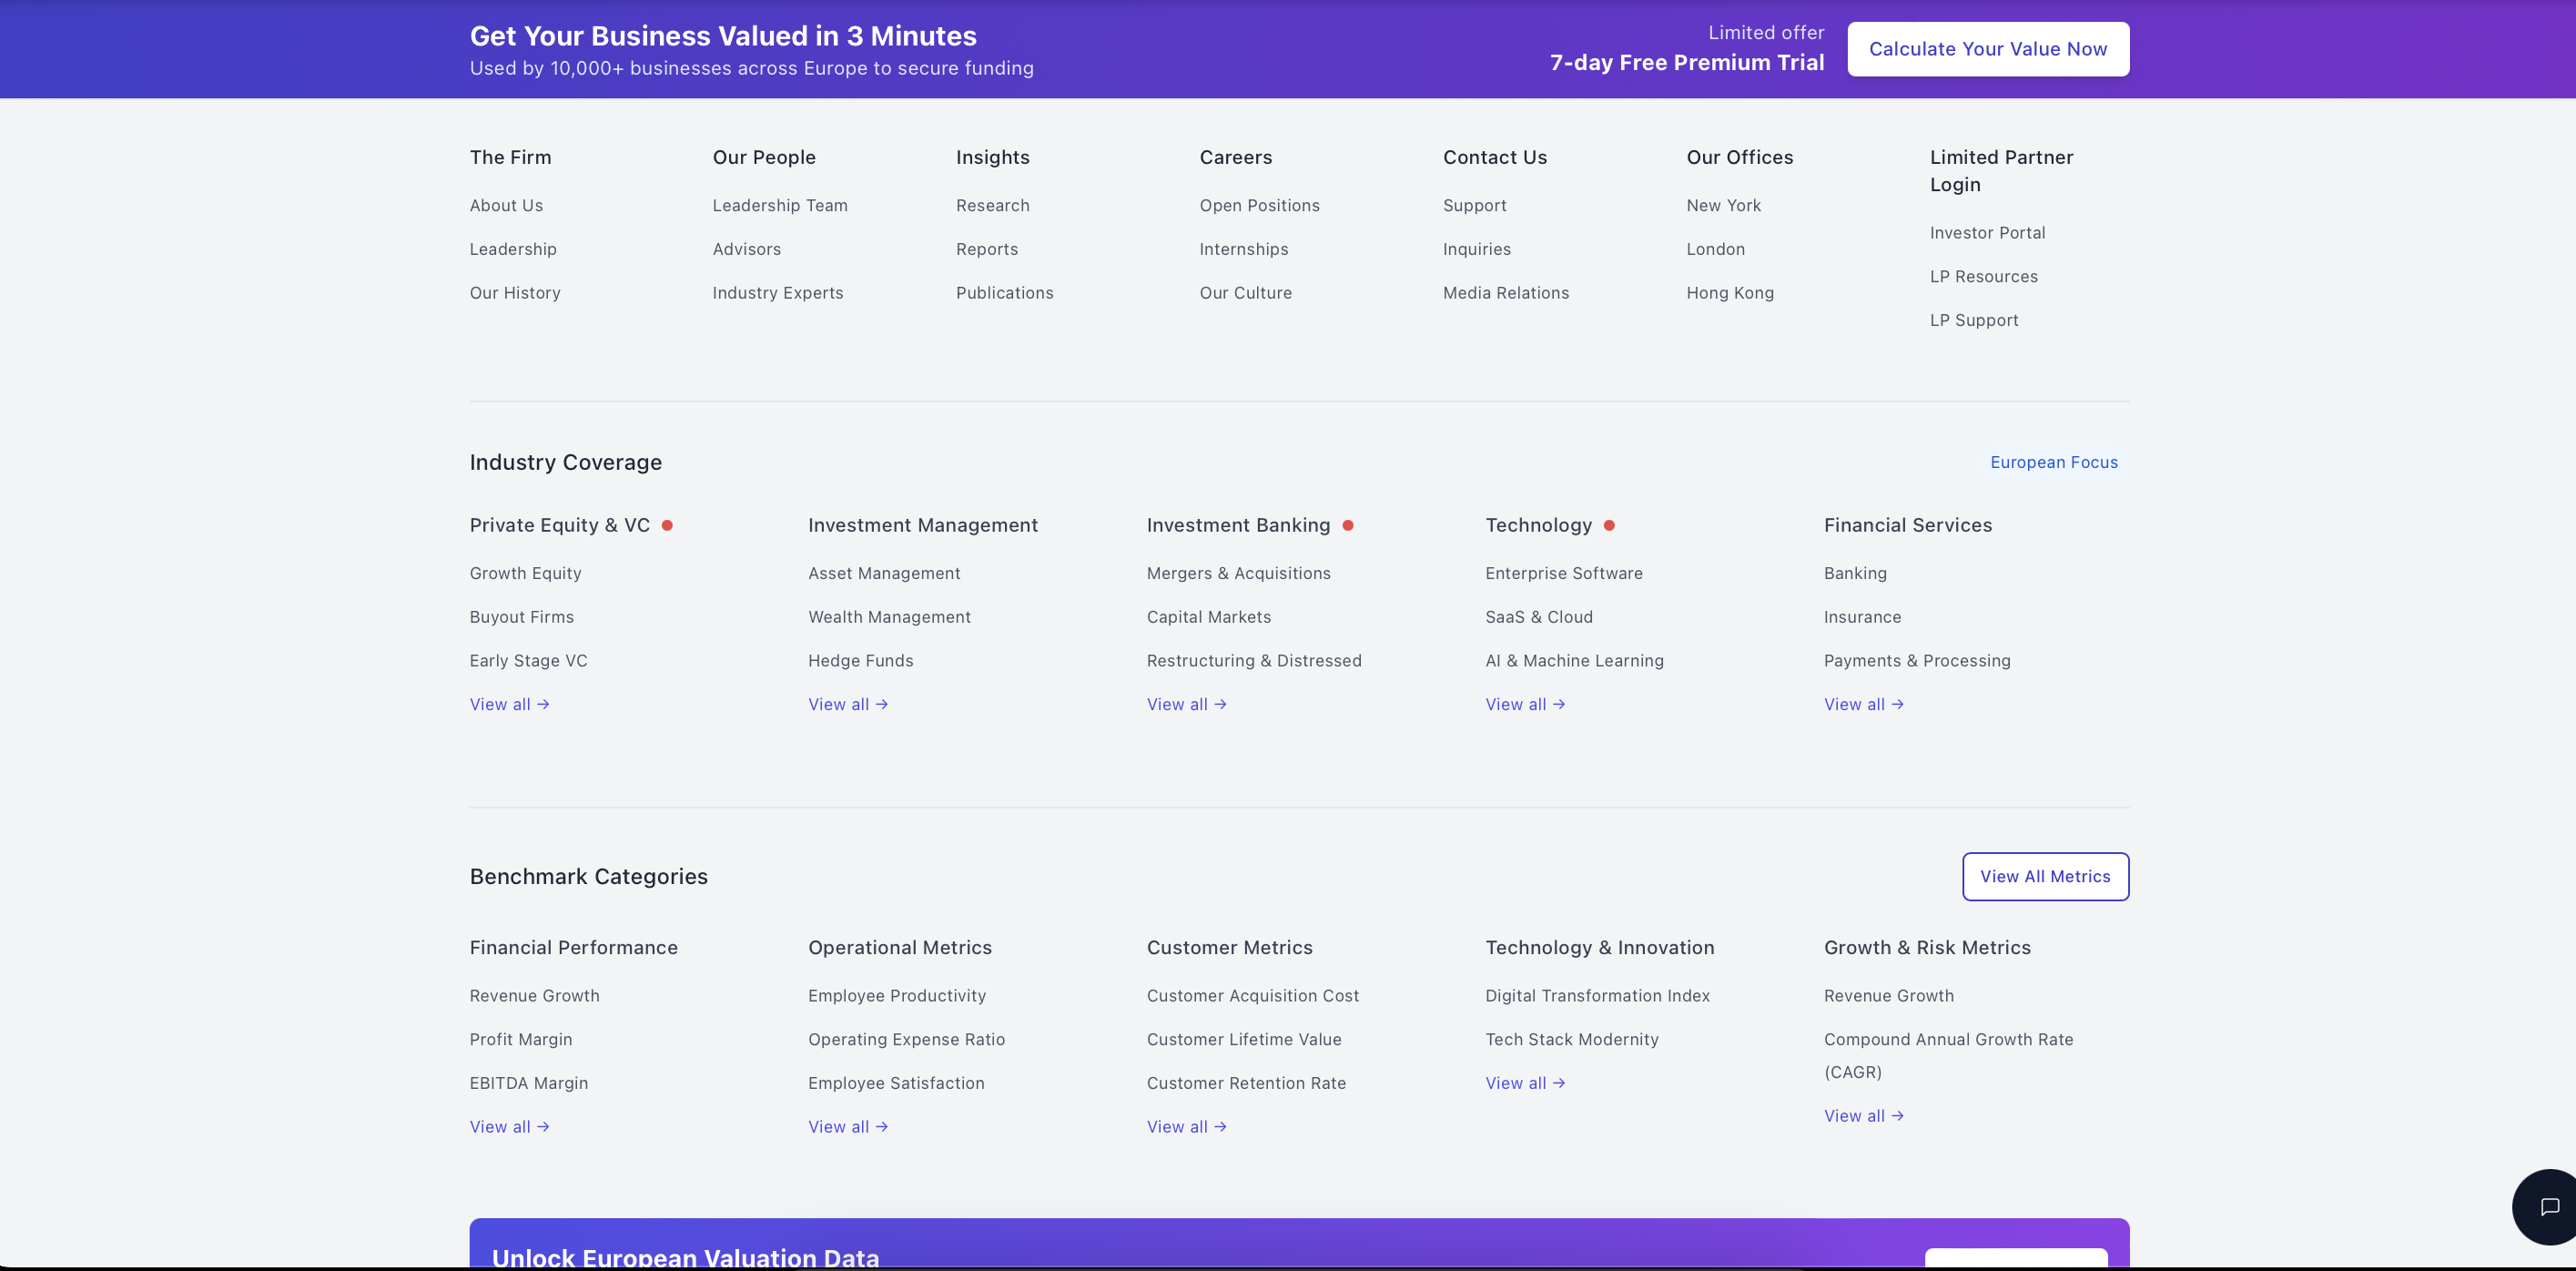 Get Your Business Valued in 3 Minutes
Used by 10,000+ businesses across Europe to secure funding
Limited offer
7-day Free Premium Trial
Calculate Your Value Now
The Firm
About Us
Leadership
Our History
Our People
Leadership Team
Advisors
Industry Experts
Insights
Research
Reports
Publications
Careers
Open Positions
Internships
Our Culture
Contact Us
Support
Inquiries
Media Relations
Our Offices
New York
London
Hong Kong
Limited Partner
Login
Investor Portal
LP Resources
LP Support
Industry Coverage
European Focus
Private Equity & VC
Growth Equity
Buyout Firms
Early Stage VC
View all →
Investment Management
Asset Management
Wealth Management
Hedge Funds
View all →
Investment Banking
Mergers & Acquisitions
Capital Markets
Restructuring & Distressed
View all →
Technology
Enterprise Software
SaaS & Cloud
AI & Machine Learning
View all →
Financial Services
Banking
Insurance
Payments & Processing
View all →
Benchmark Categories
View All Metrics
Financial Performance
Revenue Growth
Profit Margin
EBITDA Margin
View all →
Operational Metrics
Employee Productivity
Operating Expense Ratio
Employee Satisfaction
View all →
Customer Metrics
Customer Acquisition Cost
Customer Lifetime Value
Customer Retention Rate
View all →
Technology & Innovation
Digital Transformation Index
Tech Stack Modernity
View all →
Growth & Risk Metrics
Revenue Growth
Compound Annual Growth Rate
(CAGR)
View all →
Unlock European Valuation Data